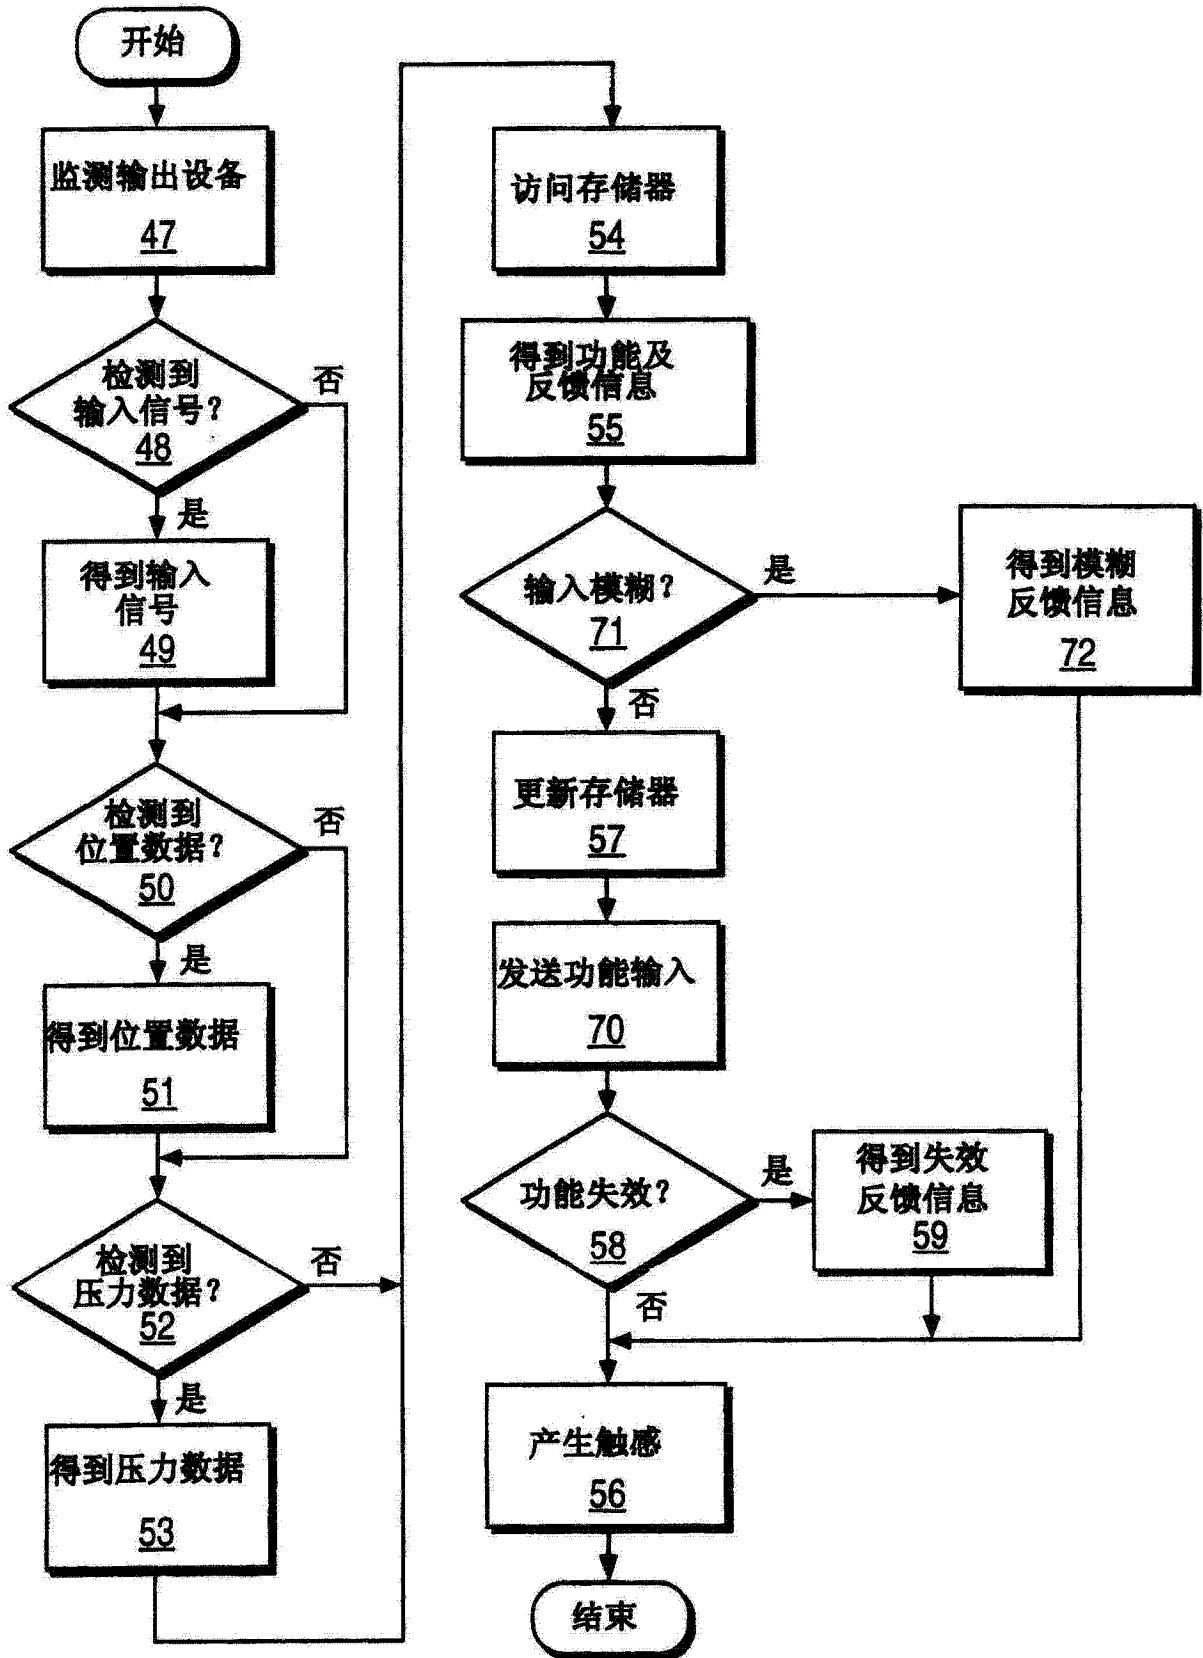 开始
监测输出设备
47
检测到
输入信号?
48
否
是
得到输入
信号
49
检测到
位置数据?
50
否
是
得到位置数据
51
检测到
压力数据?
52
否
是
得到压力数据
53
访问存储器
54
得到功能及
反馈信息
55
输入模糊?
71
是
得到模糊
反馈信息
72
否
更新存储器
57
发送功能输入
70
功能失效?
58
是
得到失效
反馈信息
59
否
产生触感
56
结束